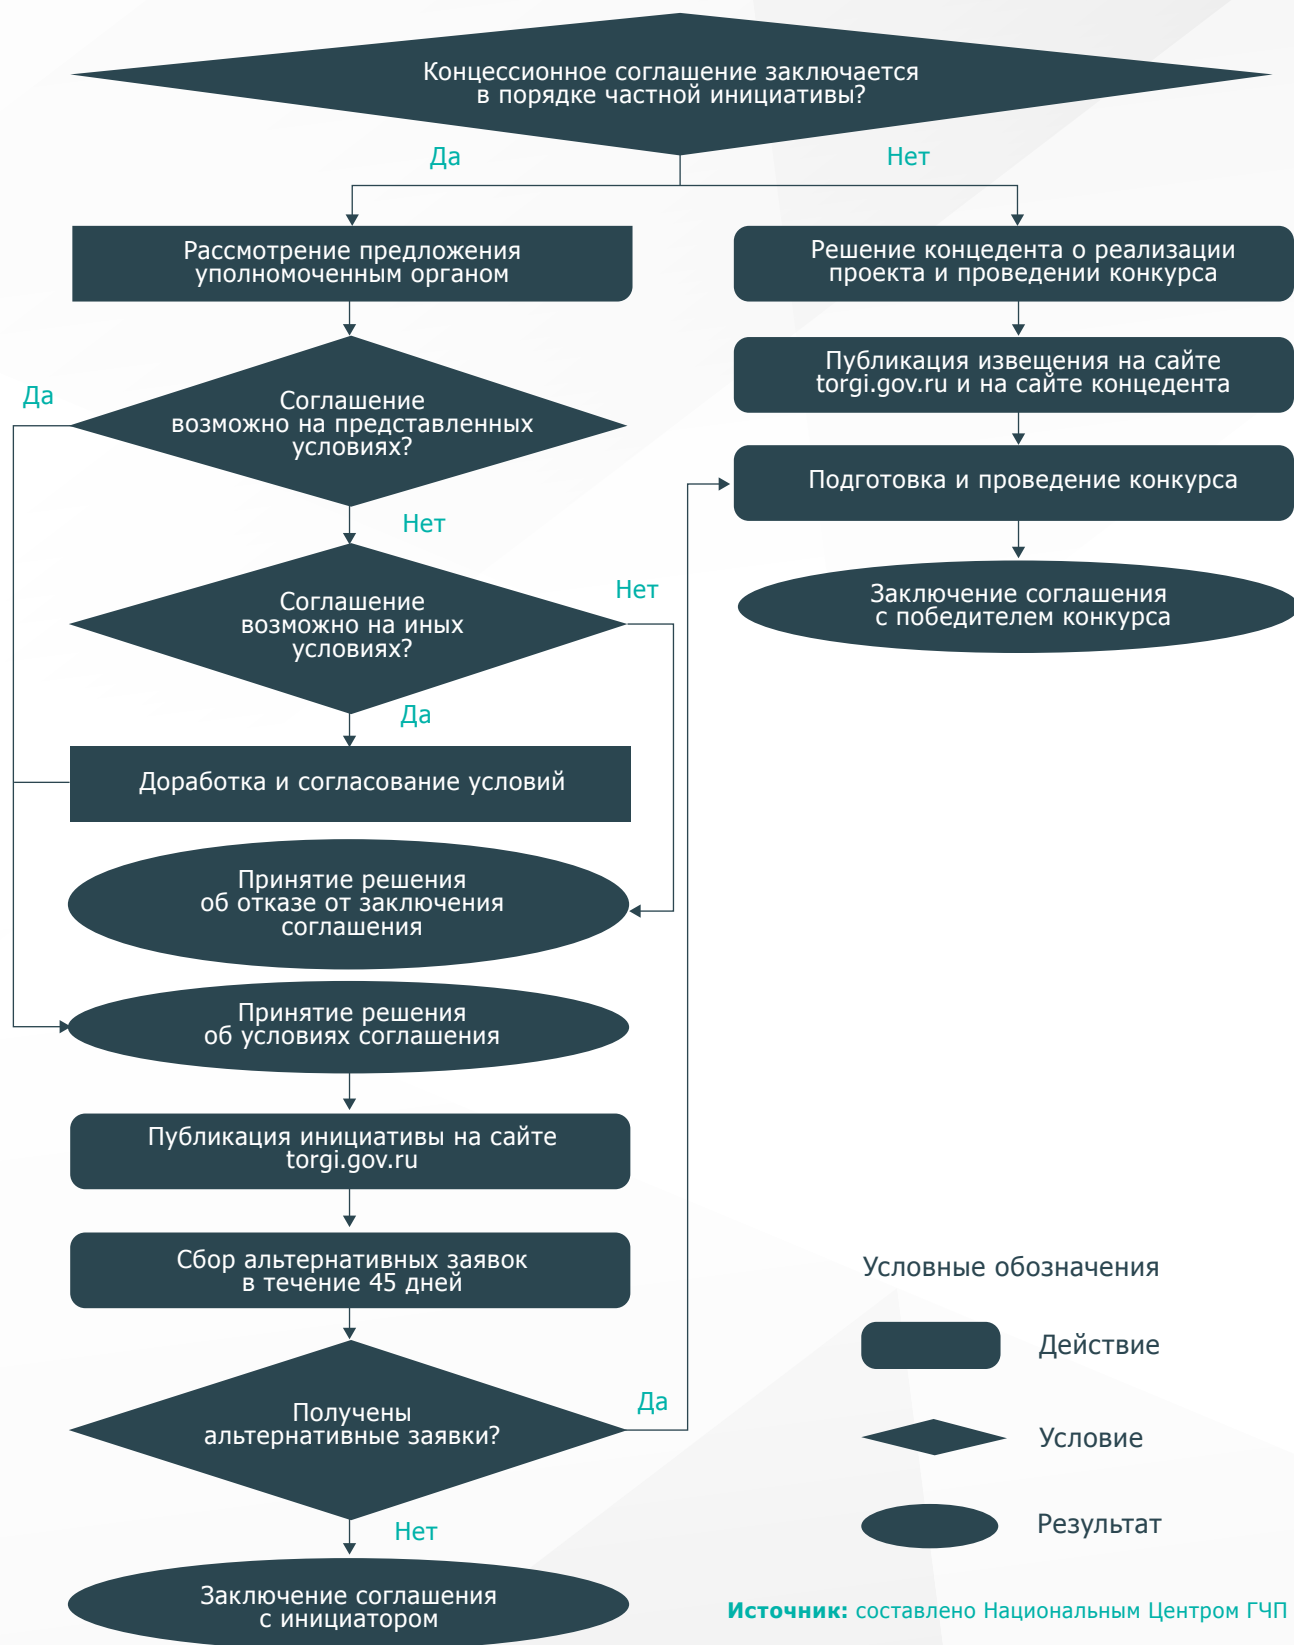 Концессионное соглашение заключается
в порядке частной инициативы?
Да
Нет
Рассмотрение предложения
уполномоченным органом
Решение концедента о реализации
проекта и проведении конкурса
Публикация извещения на сайте
torgi.gov.ru и на сайте концедента
Да
Соглашение
возможно на представленных
условиях?
Подготовка и проведение конкурса
Нет
Заключение соглашения
с победителем конкурса
Соглашение
возможно на иных
условиях?
Нет
Да
Доработка и согласование условий
Принятие решения
об отказе от заключения
соглашения
Принятие решения
об условиях соглашения
Публикация инициативы на сайте
torgi.gov.ru
Сбор альтернативных заявок
в течение 45 дней
Получены
альтернативные заявки?
Да
Нет
Заключение соглашения
с инициатором
Условные обозначения
Действие
Условие
Результат
Источник: составлено Национальным Центром ГЧП